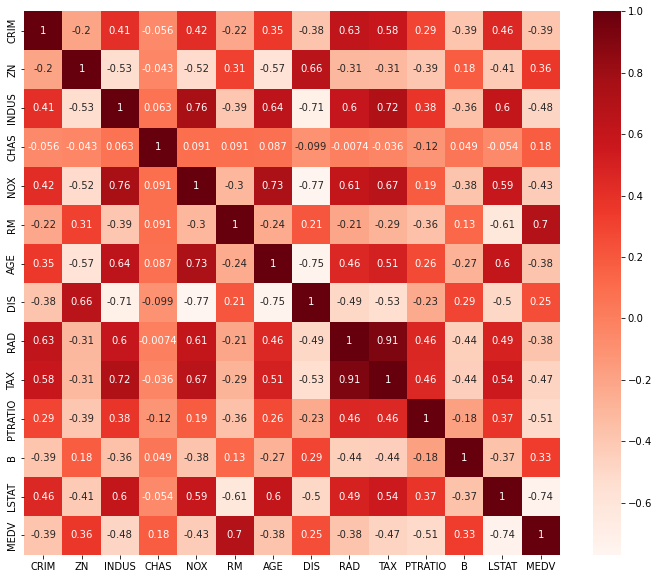 CRIM 1 -0.2 0.41 -0.056 0.42 -0.22 0.35 -0.38 0.63 0.58 0.29 -0.39 0.46 -0.39
ZN -0.2 1 -0.53 -0.043 -0.52 0.31 -0.57 0.66 -0.31 -0.31 -0.39 0.18 -0.41 0.36
INDUS 0.41 -0.53 1 0.063 0.76 -0.39 0.64 -0.71 0.6 0.72 0.38 -0.36 0.6 -0.48
CHAS -0.056 -0.043 0.063 1 0.091 0.091 0.087 -0.099 -0.0074 -0.036 -0.12 0.049 -0.054 0.18
NOX 0.42 -0.52 0.76 0.091 1 -0.3 0.73 -0.77 0.61 0.67 0.19 -0.38 0.59 -0.43
RM -0.22 0.31 -0.39 0.091 -0.3 1 -0.24 0.21 -0.21 -0.29 -0.36 0.13 -0.61 0.7
AGE 0.35 -0.57 0.64 0.087 0.73 -0.24 1 -0.75 0.46 0.51 0.26 -0.27 0.6 -0.38
DIS -0.38 0.66 -0.71 -0.099 -0.77 0.21 -0.75 1 -0.49 -0.53 -0.23 0.29 -0.5 0.25
RAD 0.63 -0.31 0.6 -0.0074 0.61 -0.21 0.46 -0.49 1 0.91 0.46 -0.44 0.49 -0.38
TAX 0.58 -0.31 0.72 -0.036 0.67 -0.29 0.51 -0.53 0.91 1 0.46 -0.44 0.54 -0.47
PTRATIO 0.29 -0.39 0.38 -0.12 0.19 -0.36 0.26 -0.23 0.46 0.46 1 -0.18 0.37 -0.51
B -0.39 0.18 -0.36 0.049 -0.38 0.13 -0.27 0.29 -0.44 -0.44 -0.18 1 -0.37 0.33
LSTAT 0.46 -0.41 0.6 -0.054 0.59 -0.61 0.6 -0.5 0.49 0.54 0.37 -0.37 1 -0.74
MEDV -0.39 0.36 -0.48 0.18 -0.43 0.7 -0.38 0.25 -0.38 -0.47 -0.51 0.33 -0.74 1
CRIM ZN INDUS CHAS NOX RM AGE DIS RAD TAX PTRATIO B LSTAT MEDV
1.0
0.8
0.6
0.4
0.2
0.0
−0.2
−0.4
−0.6